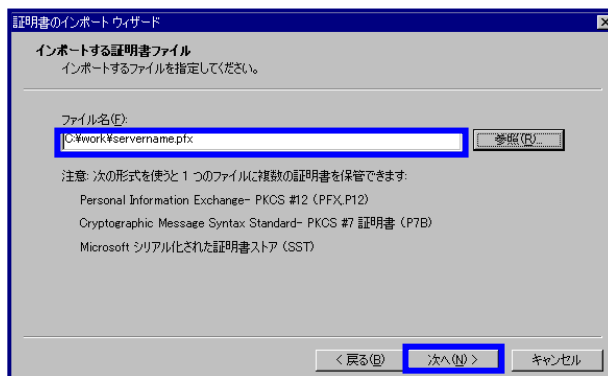 証明書のインポート ウィザード
インポートする証明書ファイル
インポートするファイルを指定してください。
ファイル名(F):
C:¥work¥servername.pfx
参照(R)...
注意: 次の形式を使うと 1 つのファイルに複数の証明書を保管できます:
Personal Information Exchange- PKCS #12 (PFX,P12)
Cryptographic Message Syntax Standard- PKCS #7 証明書 (P7B)
Microsoft シリアル化された証明書ストア (SST)
< 戻る(B)
次へ(N) >
キャンセル